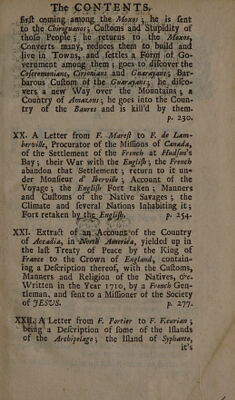 The CONTENTS.
first coming among the Moxos; he is sent
to the Chiriguanes; Customs and Stupidity of
those People; he returns to the Moxos,
Converts many, reduces them to build and
live in Towns, and settles a Form of Go-
vernment among them; goes to discover the
Coseremonians, Cirionians and Guarayans; Bar-
barous Custom of the Guarayans; he disco-
vers a new Way over the Mountains; a
Country of Amazons; he goes into the Coun-
try of the Baures and is kill'd by them.
p. 230.
XX. A Letter from F. Marest to F. de Lam-
berville, Procurator of the Missions of Canada,
of the Settlement of the French at Hudson's
Bay; their War with the English; the French
abandon that Settlement; return to it un-
der Monsieur d' Iberville; Account of the
Voyage; the English Fort taken; Manners
and Customs of the Native Savages; the
Climate and several Nations Inhabiting it;
Fort retaken by the English. p. 254.
XXI. Extract of an Account of the Country
of Accadia, in North America, yielded up in
the last Treaty of Peace by the King of
France to the Crown of England, contain-
ing a Description thereof, with the Customs,
Manners and Religion of the Natives, &c.
Written in the Year 1710, by a French Gen-
tleman, and sent to a Missioner of the Society
of JESUS. p. 277.
XXII. A Letter from F. Portier to F. Fleurian;
being a Description of some of the Islands
of the Archipelago; the Island of Syphanto,
it's